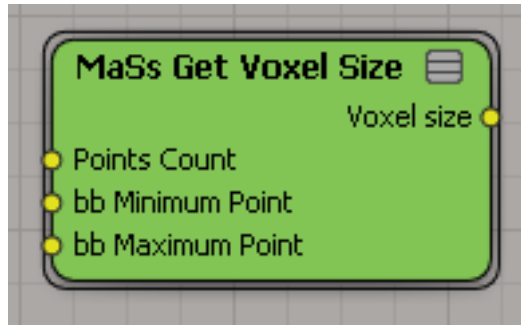 MaSs Get Voxel Size
Voxel size
Points Count
bb Minimum Point
bb Maximum Point